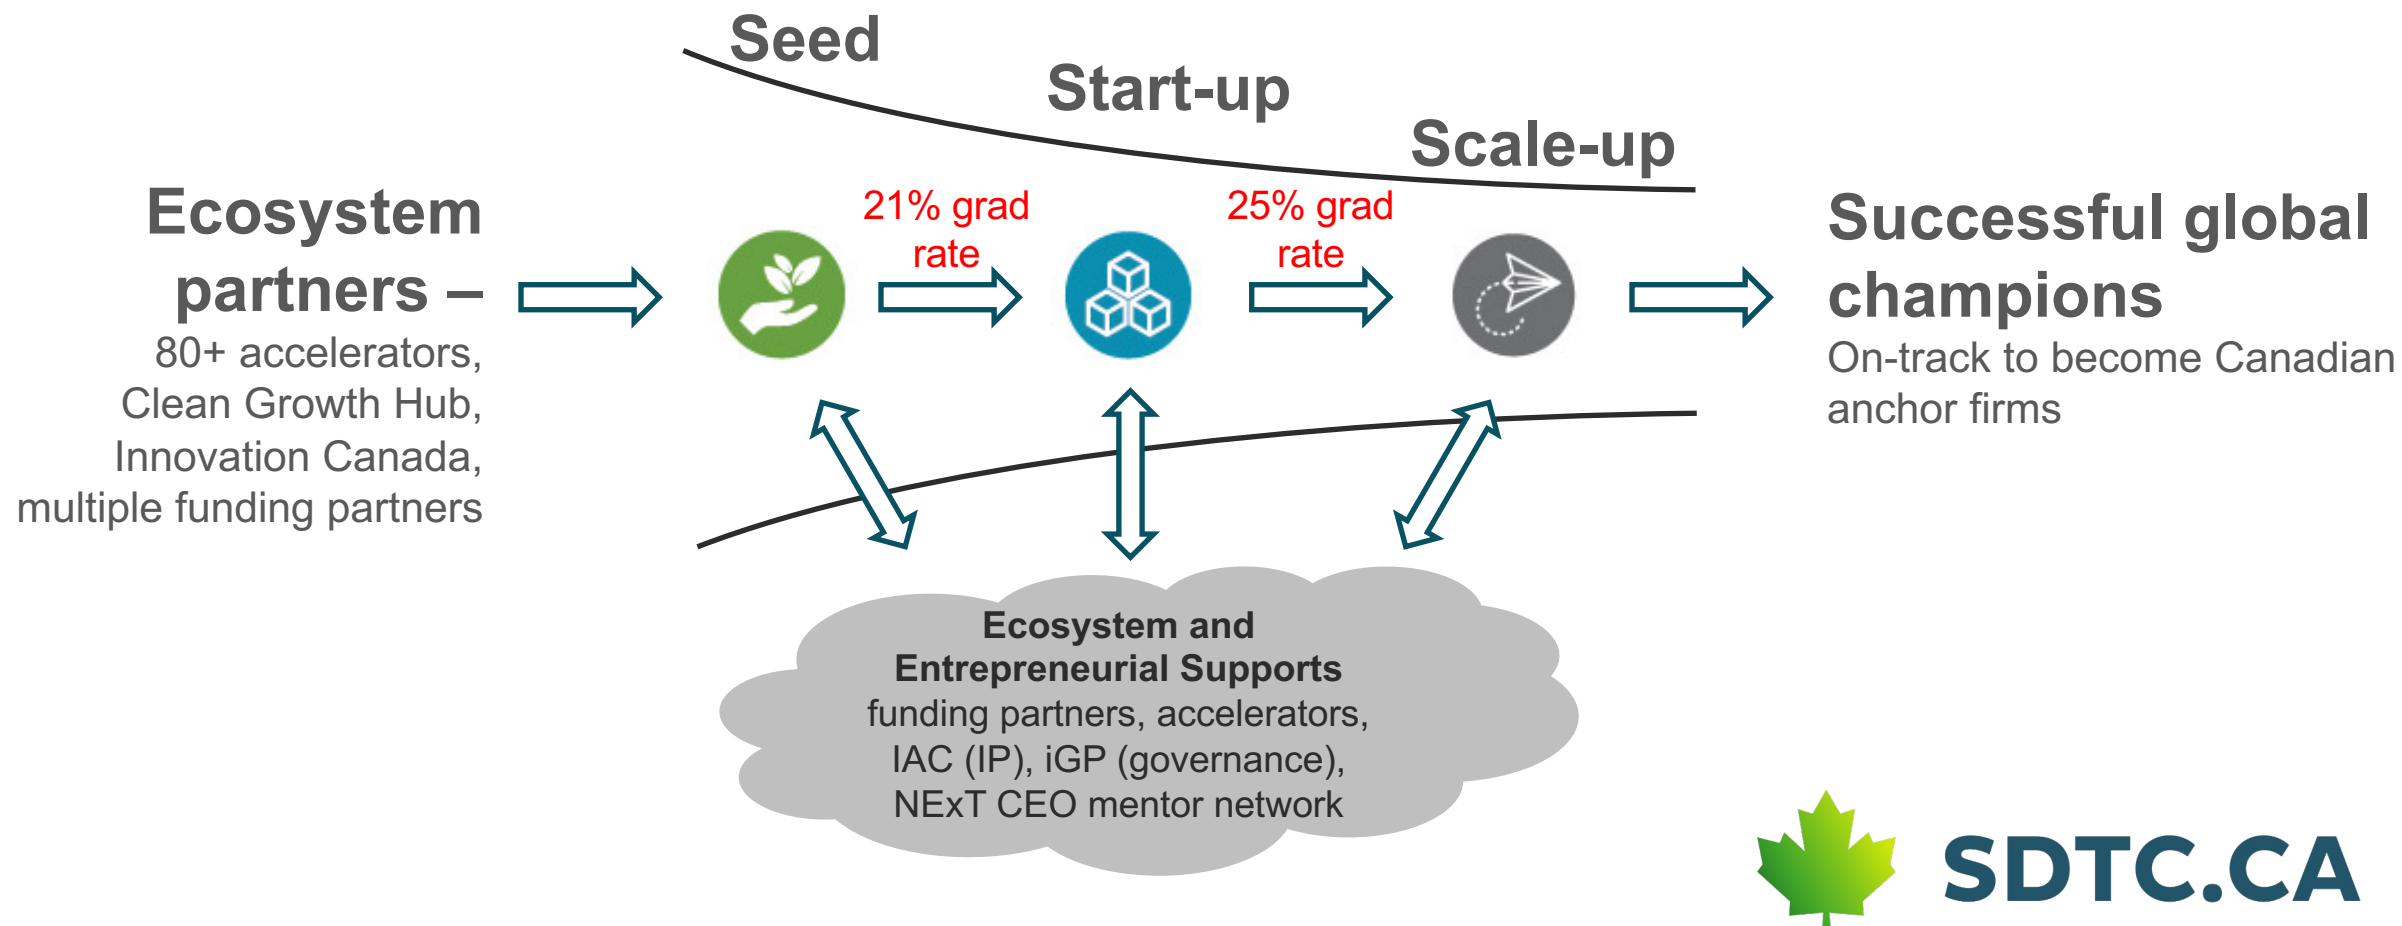 Seed
Start-up
Scale-up
Ecosystem
partners –
80+ accelerators,
Clean Growth Hub,
Innovation Canada,
multiple funding partners
21% grad
rate
25% grad
rate
Successful global
champions
On-track to become Canadian
anchor firms
Ecosystem and
Entrepreneurial Supports
funding partners, accelerators,
IAC (IP), iGP (governance),
NExT CEO mentor network
SDTC.CA